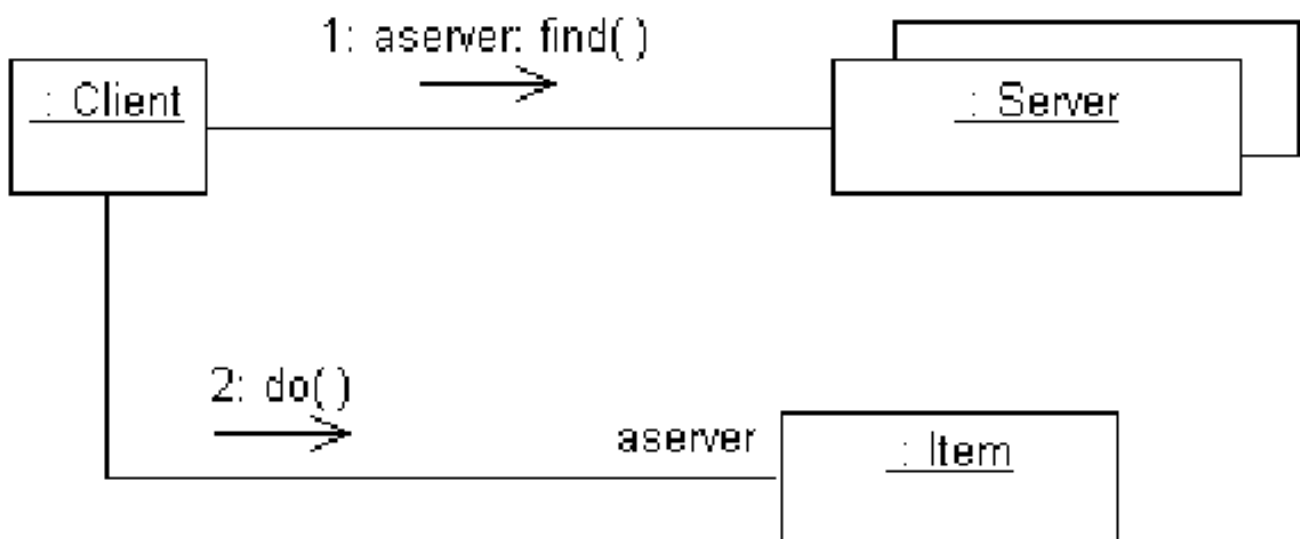 1: aserver: find( )
: Client
: Server
2: do( )
aserver
: Item